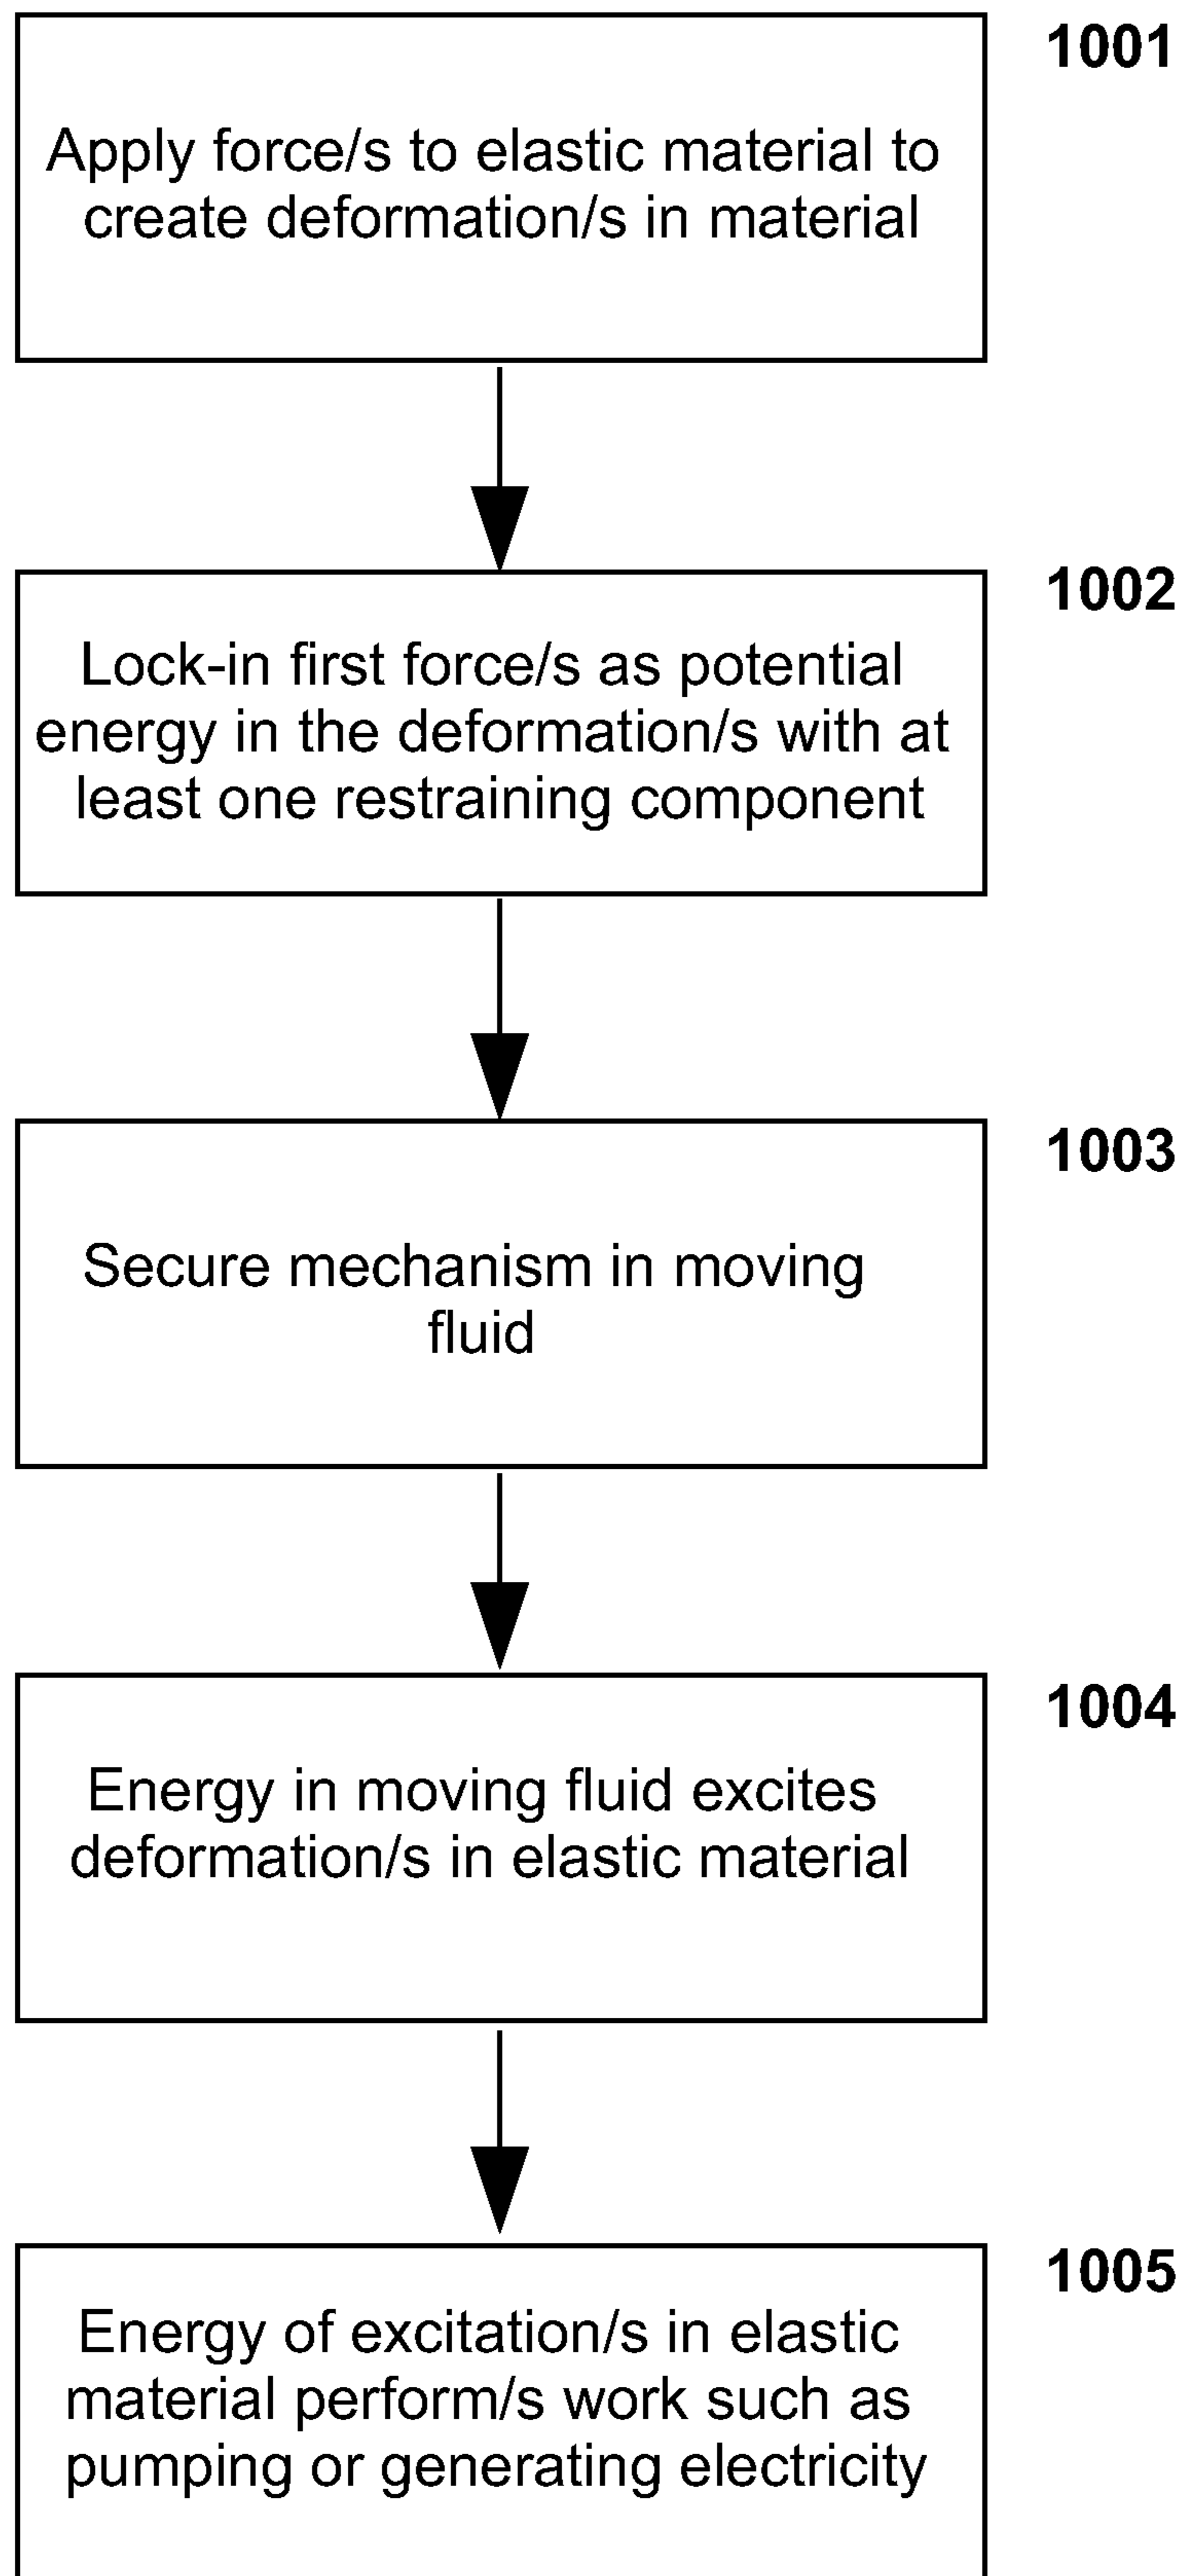 1001
Apply force/s to elastic material to
create deformation/s in material
1002
Lock-in first force/s as potential
energy in the deformation/s with at
least one restraining component
1003
Secure mechanism in moving
fluid
1004
Energy in moving fluid excites
deformation/s in elastic material
1005
Energy of excitation/s in elastic
material perform/s work such as
pumping or generating electricity